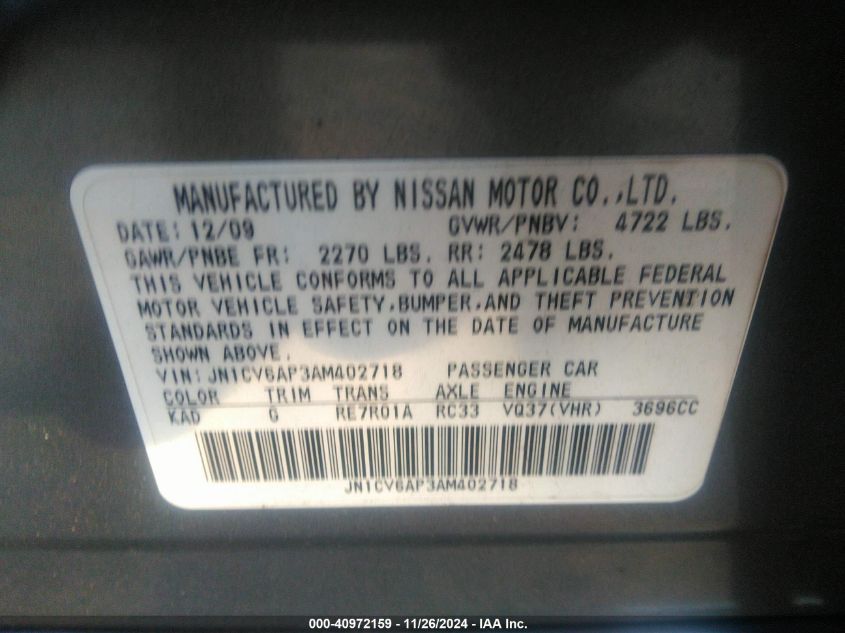 MANUFACTURED BY NISSAN MOTOR CO.,LTD.
DATE: 12/09 GVWR/PNBV: 4722 LBS.
GAWR/PNBE FR: 2270 LBS. RR: 2478 LBS.
THIS VEHICLE CONFORMS TO ALL APPLICABLE FEDERAL
MOTOR VEHICLE SAFETY,BUMPER,AND THEFT PREVENTION
STANDARDS IN EFFECT ON THE DATE OF MANUFACTURE
SHOWN ABOVE.
VIN: JN1CV6AP3AM402718 PASSENGER CAR
COLOR TRIM TRANS AXLE ENGINE
KAD G RE7R01A RC33 VQ37(VHR) 3696CC
JN1CV6AP3AM402718
000-40972159 - 11/26/2024 - IAA Inc.